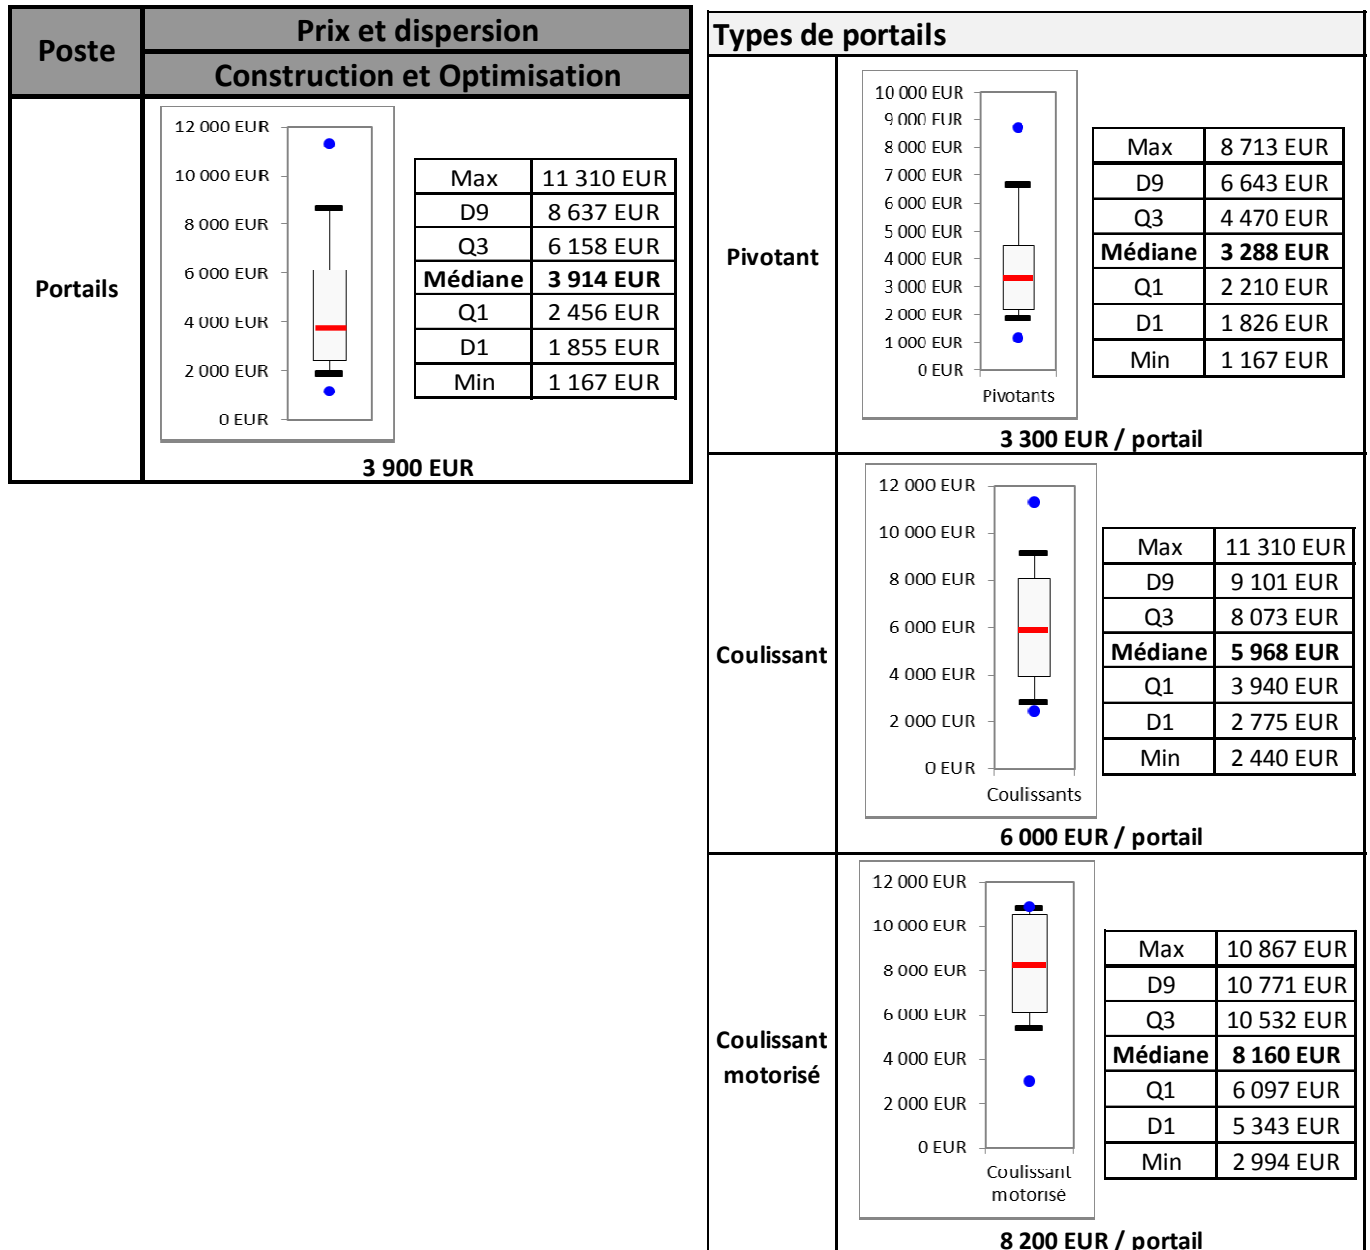 Poste
Prix et dispersion
Construction et Optimisation
Portails
12 000 EUR
10 000 EUR
8 000 EUR
6 000 EUR
4 000 EUR
2 000 EUR
0 EUR
Max 11 310 EUR
D9 8 637 EUR
Q3 6 158 EUR
Médiane 3 914 EUR
Q1 2 456 EUR
D1 1 855 EUR
Min 1 167 EUR
3 900 EUR
Types de portails
Pivotant
10 000 EUR
9 000 EUR
8 000 EUR
7 000 EUR
6 000 EUR
5 000 EUR
4 000 EUR
3 000 EUR
2 000 EUR
1 000 EUR
0 EUR
Pivotants
Max 8 713 EUR
D9 6 643 EUR
Q3 4 470 EUR
Médiane 3 288 EUR
Q1 2 210 EUR
D1 1 826 EUR
Min 1 167 EUR
3 300 EUR / portail
Coulissant
12 000 EUR
10 000 EUR
8 000 EUR
6 000 EUR
4 000 EUR
2 000 EUR
0 EUR
Coulissants
Max 11 310 EUR
D9 9 101 EUR
Q3 8 073 EUR
Médiane 5 968 EUR
Q1 3 940 EUR
D1 2 775 EUR
Min 2 440 EUR
6 000 EUR / portail
Coulissant
motorisé
12 000 EUR
10 000 EUR
8 000 EUR
6 000 EUR
4 000 EUR
2 000 EUR
0 EUR
Coulissant
motorisé
Max 10 867 EUR
D9 10 771 EUR
Q3 10 532 EUR
Médiane 8 160 EUR
Q1 6 097 EUR
D1 5 343 EUR
Min 2 994 EUR
8 200 EUR / portail